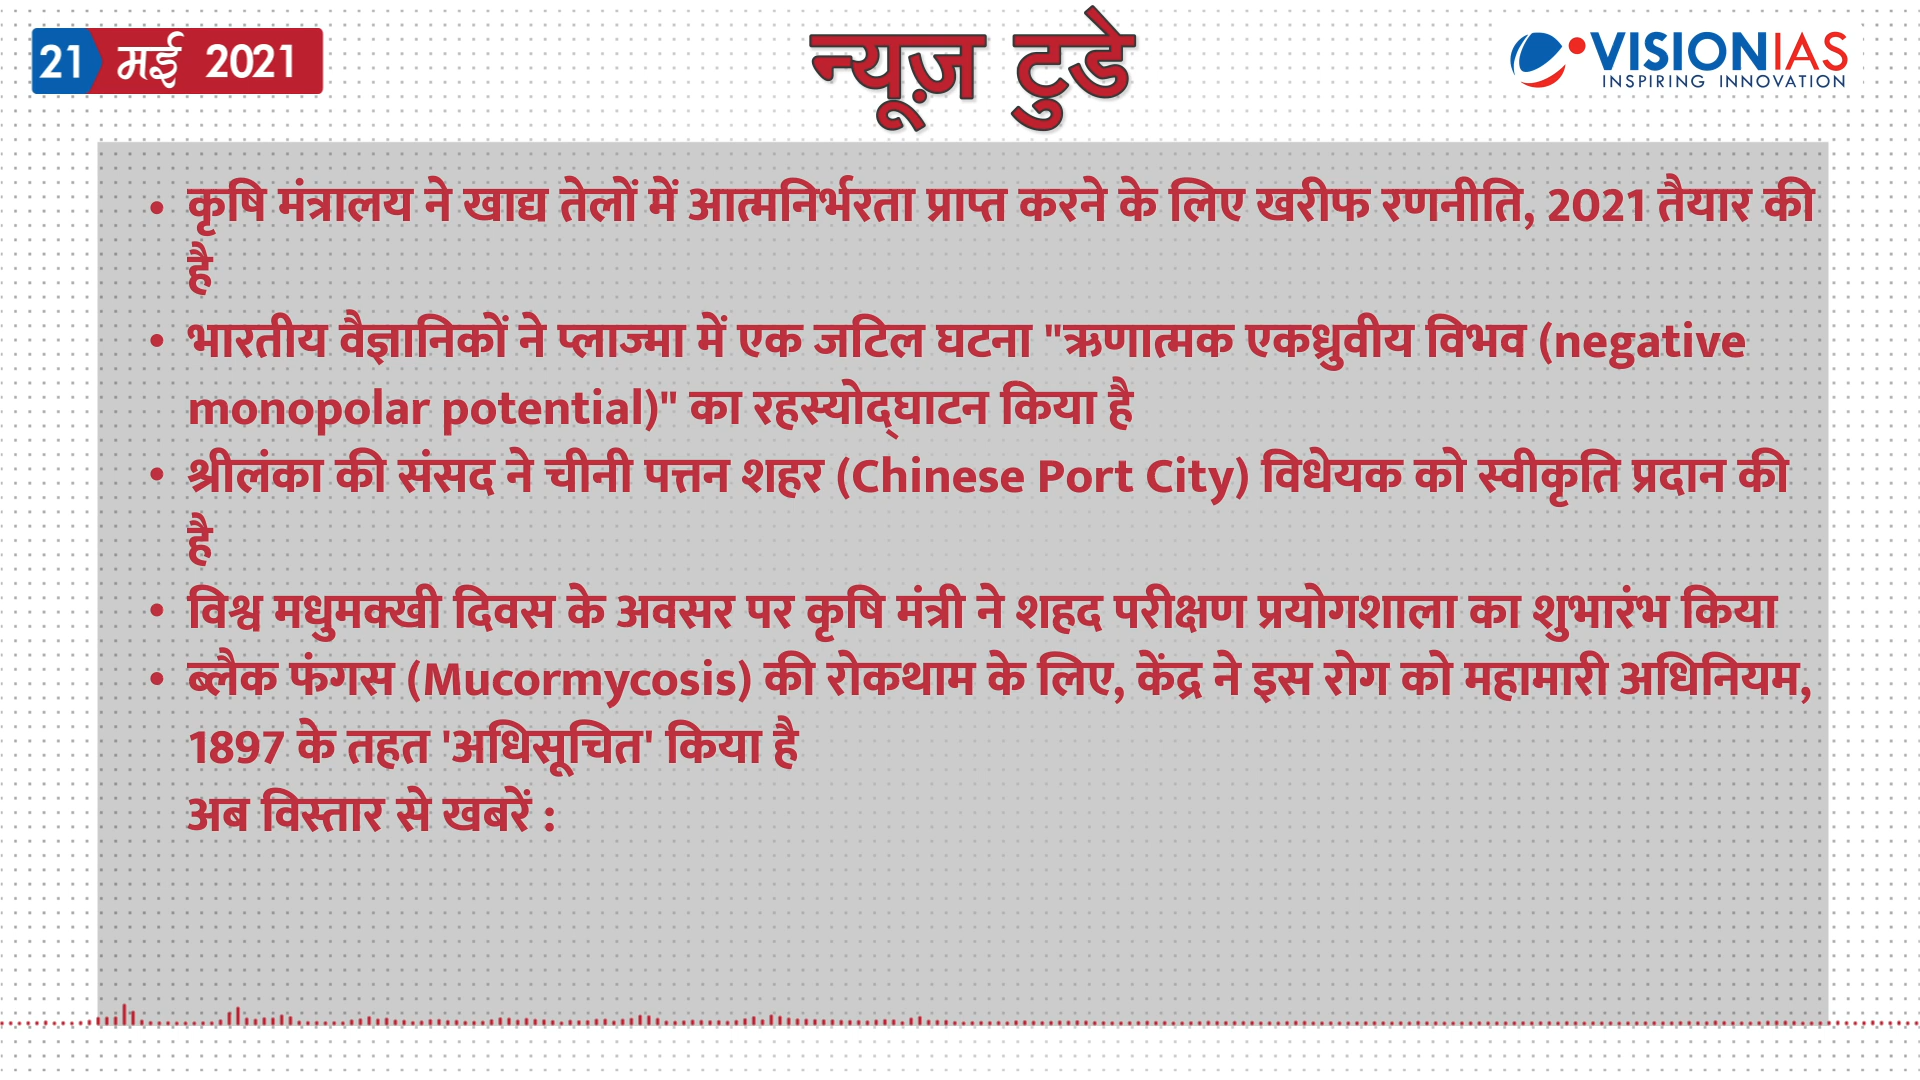 21 मई 2021
न्यूज़ टुडे
VISIONIAS
INSPIRING INNOVATION
• कृषि मंत्रालय ने खाद्य तेलों में आत्मनिर्भरता प्राप्त करने के लिए खरीफ रणनीति, 2021 तैयार की
है
• भारतीय वैज्ञानिकों ने प्लाज्मा में एक जटिल घटना "ऋणात्मक एकध्रुवीय विभव (negative
monopolar potential)" का रहस्योद्घाटन किया है
• श्रीलंका की संसद ने चीनी पत्तन शहर (Chinese Port City) विधेयक को स्वीकृति प्रदान की
है
• विश्व मधुमक्खी दिवस के अवसर पर कृषि मंत्री ने शहद परीक्षण प्रयोगशाला का शुभारंभ किया
• ब्लैक फंगस (Mucormycosis) की रोकथाम के लिए, केंद्र ने इस रोग को महामारी अधिनियम,
1897 के तहत 'अधिसूचित' किया है
अब विस्तार से खबरें :